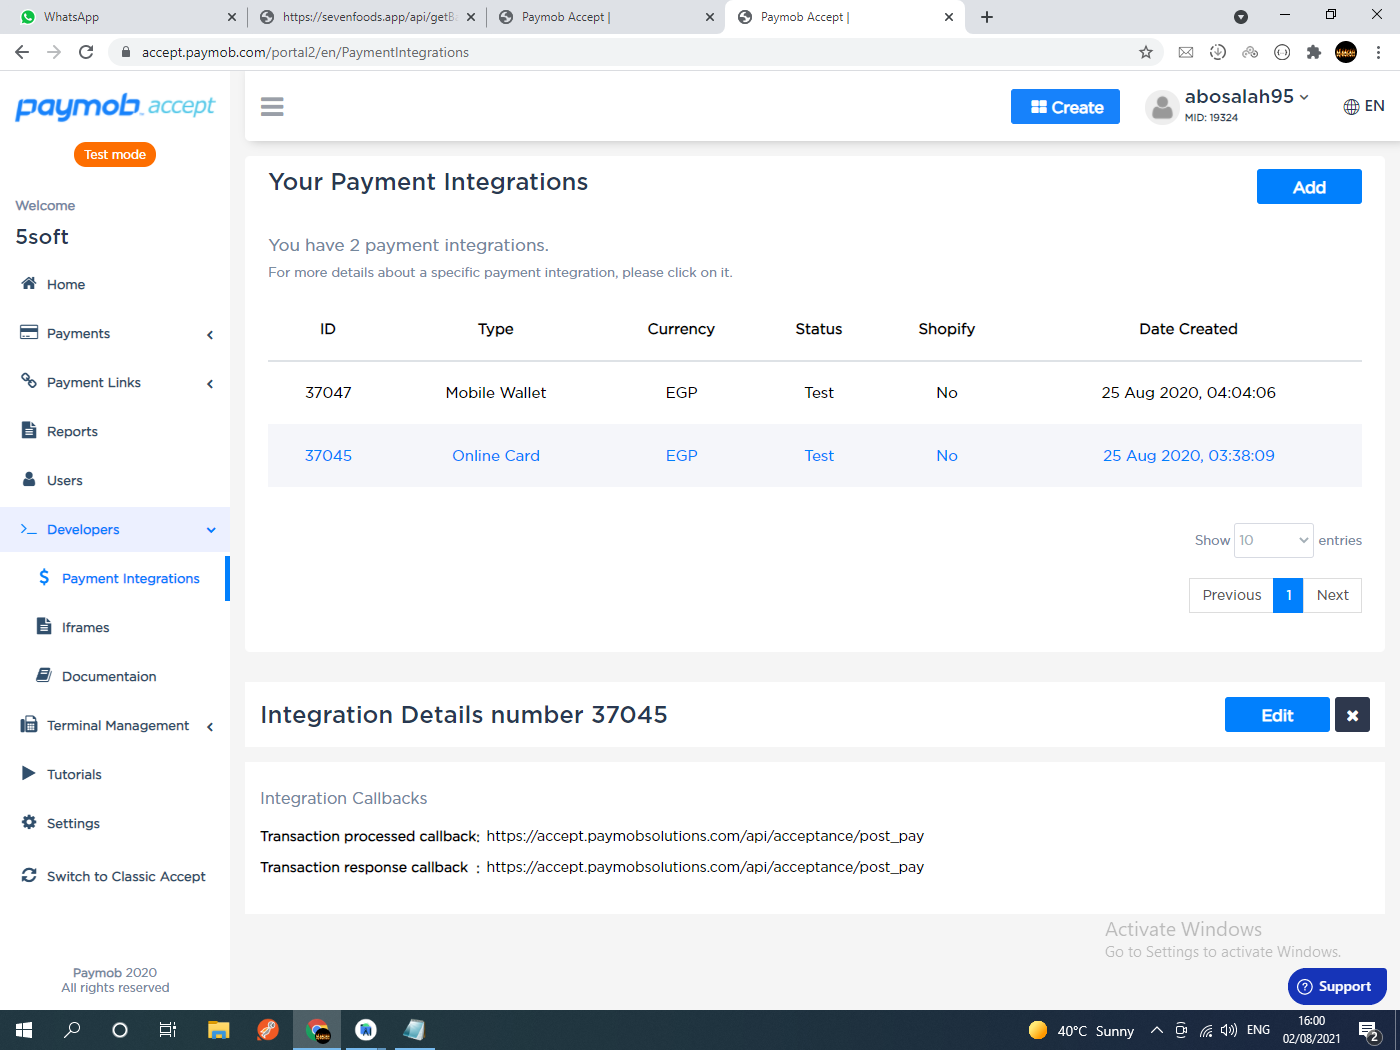 WhatsApp
https://sevenfoods.app/api/getBa
Paymob Accept |
Paymob Accept |
accept.paymob.com/portal2/en/PaymentIntegrations
paymob accept
Test mode
Welcome
5soft
Home
Payments
Payment Links
Reports
Users
Developers
Payment Integrations
Iframes
Documentaion
Terminal Management
Tutorials
Settings
Switch to Classic Accept
Paymob 2020
All rights reserved
Create
abosalah95
MID: 19324
EN
Your Payment Integrations
Add
You have 2 payment integrations.
For more details about a specific payment integration, please click on it.
ID Type Currency Status Shopify Date Created
37047 Mobile Wallet EGP Test No 25 Aug 2020, 04:04:06
37045 Online Card EGP Test No 25 Aug 2020, 03:38:09
Show 10 entries
Previous 1 Next
Integration Details number 37045
Edit
Integration Callbacks
Transaction processed callback: https://accept.paymobsolutions.com/api/acceptance/post_pay
Transaction response callback : https://accept.paymobsolutions.com/api/acceptance/post_pay
Activate Windows
Go to Settings to activate Windows.
Support
40°C Sunny
ENG
16:00
02/08/2021
2